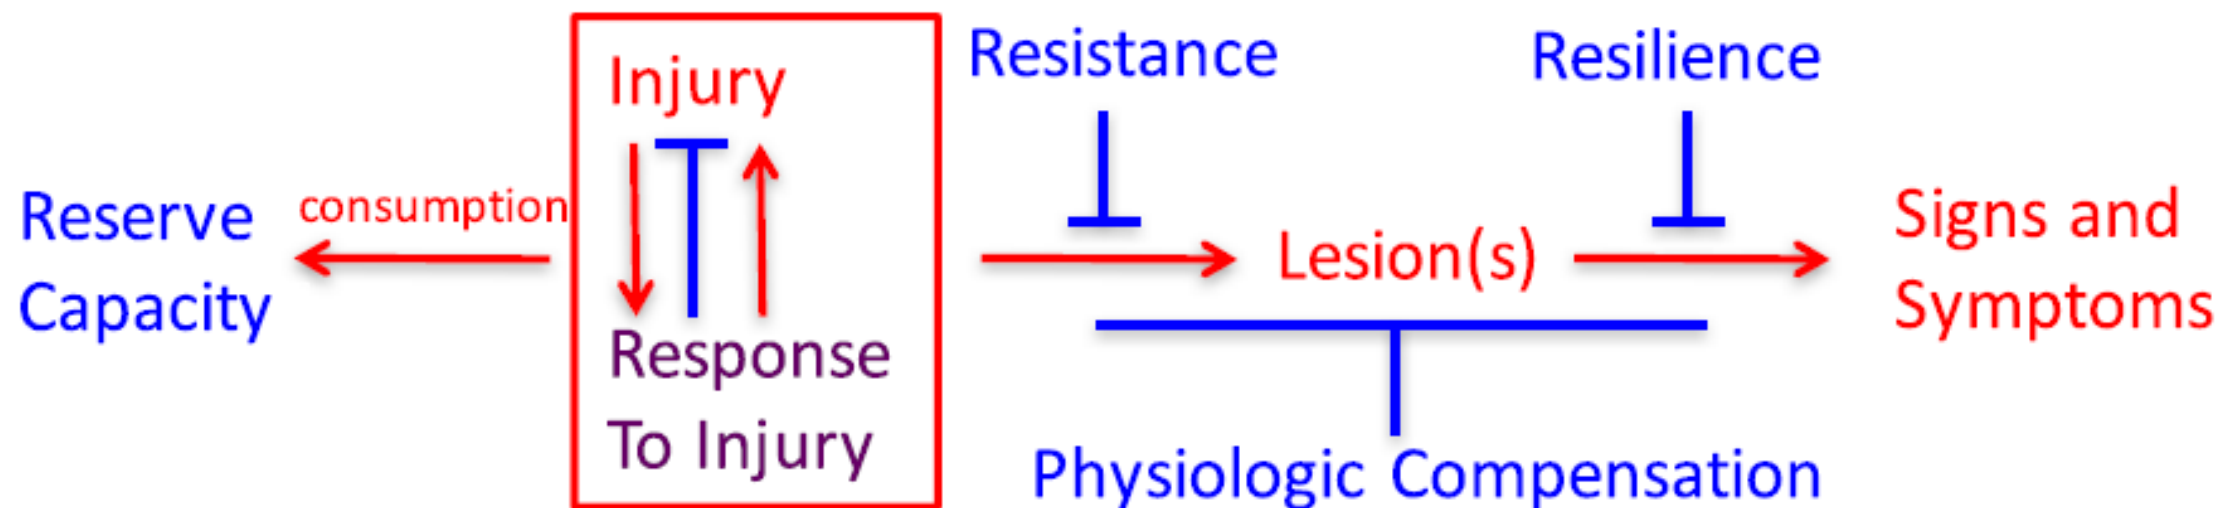 Reserve
Capacity
consumption
Injury
Response
To Injury
Resistance
Lesion(s)
Resilience
Physiologic Compensation
Signs and
Symptoms